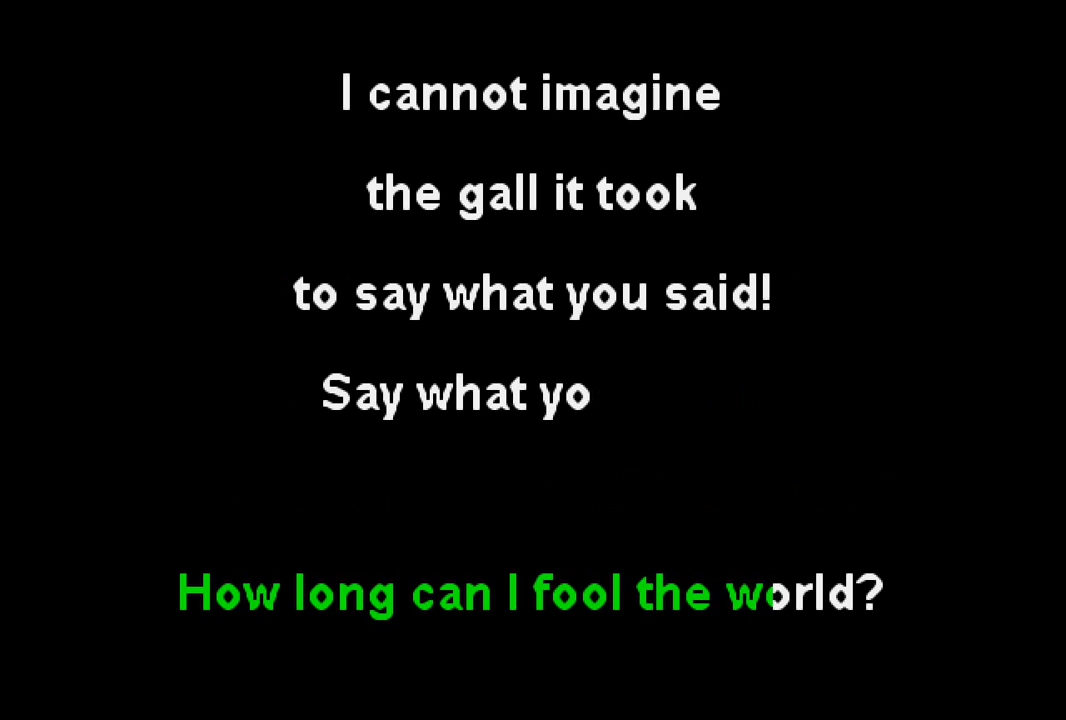 I cannot imagine
the gall it took
to say what you said!
Say what yo
How long can I fool the world?